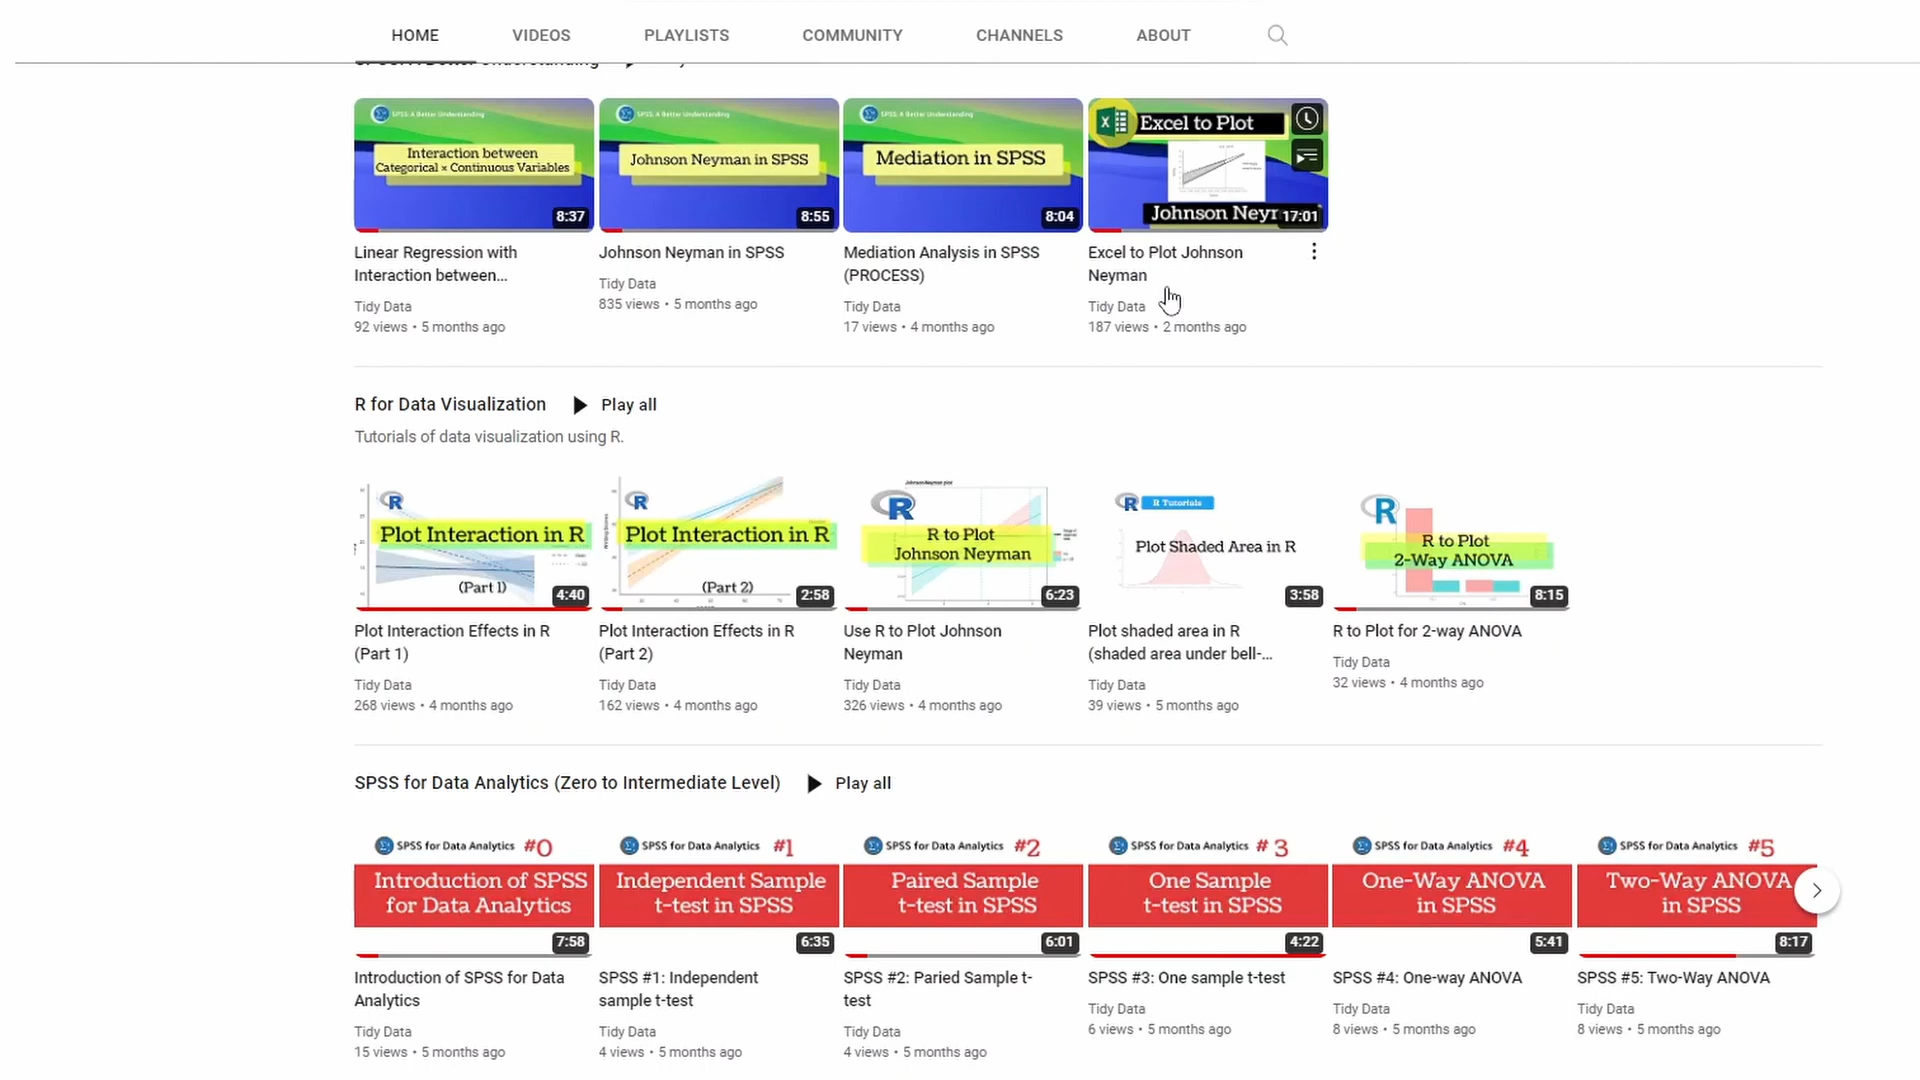 HOME VIDEOS PLAYLISTS COMMUNITY CHANNELS ABOUT
SPSS: A Better Understanding
SPSS: A Better Understanding
Interaction between
Categorical × Continuous Variables
8:37
Linear Regression with
Interaction between...
Tidy Data
92 views • 5 months ago
SPSS: A Better Understanding
Johnson Neyman in SPSS
8:55
Johnson Neyman in SPSS
Tidy Data
835 views • 5 months ago
SPSS: A Better Understanding
Mediation in SPSS
8:04
Mediation Analysis in SPSS
(PROCESS)
Tidy Data
17 views • 4 months ago
X
Excel to Plot
Johnson Neyr
17:01
Excel to Plot Johnson
Neyman
Tidy Data
187 views • 2 months ago
R for Data Visualization Play all
Tutorials of data visualization using R.
R
Plot Interaction in R
(Part 1)
4:40
Plot Interaction Effects in R
(Part 1)
Tidy Data
268 views • 4 months ago
R
Plot Interaction in R
(Part 2)
2:58
Plot Interaction Effects in R
(Part 2)
Tidy Data
162 views • 4 months ago
R
R to Plot
Johnson Neyman
6:23
Use R to Plot Johnson
Neyman
Tidy Data
326 views • 4 months ago
R R Tutorials
Plot Shaded Area in R
3:58
Plot shaded area in R
(shaded area under bell-...
Tidy Data
39 views • 5 months ago
R
R to Plot
2-Way ANOVA
8:15
R to Plot for 2-way ANOVA
Tidy Data
32 views • 4 months ago
SPSS for Data Analytics (Zero to Intermediate Level) Play all
SPSS for Data Analytics #0
Introduction of SPSS
for Data Analytics
7:58
Introduction of SPSS for Data
Analytics
Tidy Data
15 views • 5 months ago
SPSS for Data Analytics #1
Independent Sample
t-test in SPSS
6:35
SPSS #1: Independent
sample t-test
Tidy Data
4 views • 5 months ago
SPSS for Data Analytics #2
Paired Sample
t-test in SPSS
6:01
SPSS #2: Paried Sample t-
test
Tidy Data
4 views • 5 months ago
SPSS for Data Analytics # 3
One Sample
t-test in SPSS
4:22
SPSS #3: One sample t-test
Tidy Data
6 views • 5 months ago
SPSS for Data Analytics #4
One-Way ANOVA
in SPSS
5:41
SPSS #4: One-way ANOVA
Tidy Data
8 views • 5 months ago
SPSS for Data Analytics #5
Two-Way ANOVA
in SPSS
8:17
SPSS #5: Two-Way ANOVA
Tidy Data
8 views • 5 months ago